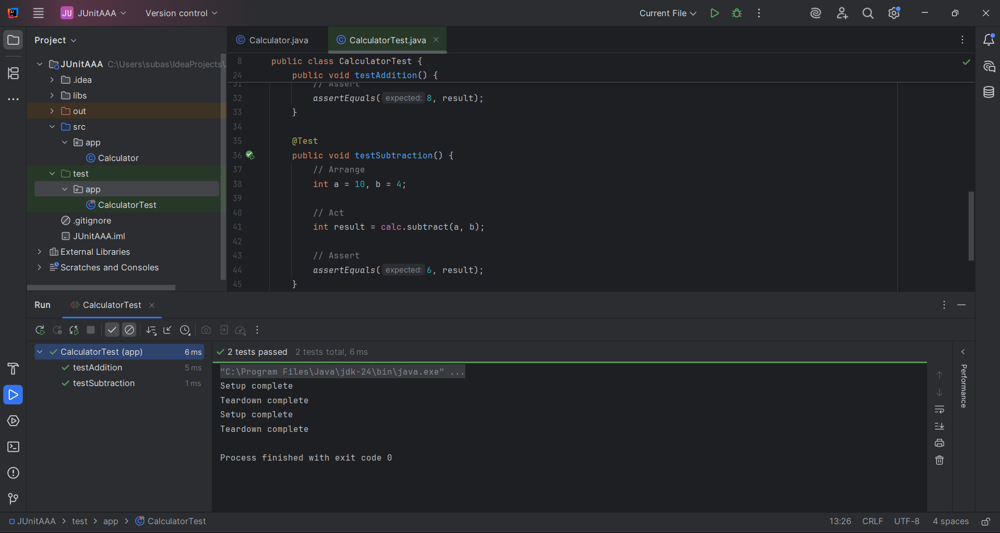 JU JUnitAAA Version control Current File
Project
JUnitAAA C:\Users\subas\IdeaProjects\
.idea
libs
out
src
app
Calculator
test
app
CalculatorTest
.gitignore
JUnitAAA.iml
External Libraries
Scratches and Consoles
Calculator.java CalculatorTest.java
8 public class CalculatorTest {
24 public void testAddition() {
31 // Assert
32 assertEquals( expected: 8, result);
33 }
34
35 @Test
36 public void testSubtraction() {
37 // Arrange
38 int a = 10, b = 4;
39
40 // Act
41 int result = calc.subtract(a, b);
42
43 // Assert
44 assertEquals( expected: 6, result);
45 }
Run CalculatorTest
CalculatorTest (app) 6 ms
testAddition 5 ms
testSubtraction 1 ms
2 tests passed 2 tests total, 6 ms
"C:\Program Files\Java\jdk-24\bin\java.exe" ...
Setup complete
Teardown complete
Setup complete
Teardown complete
Process finished with exit code 0
Performance
JUnitAAA > test > app > CalculatorTest
13:26 CRLF UTF-8 4 spaces